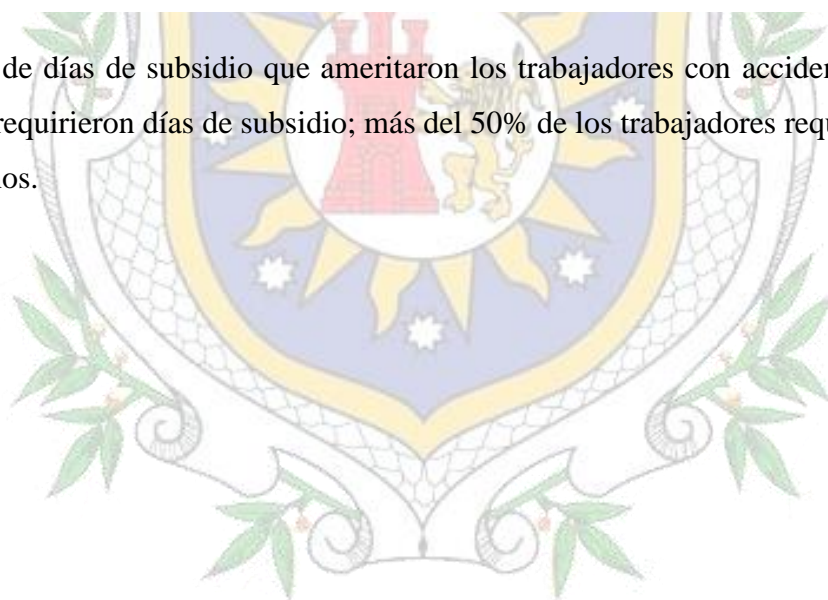 de días de subsidio que ameritaron los trabajadores con acciden
requirieron días de subsidio; más del 50% de los trabajadores requ
os.